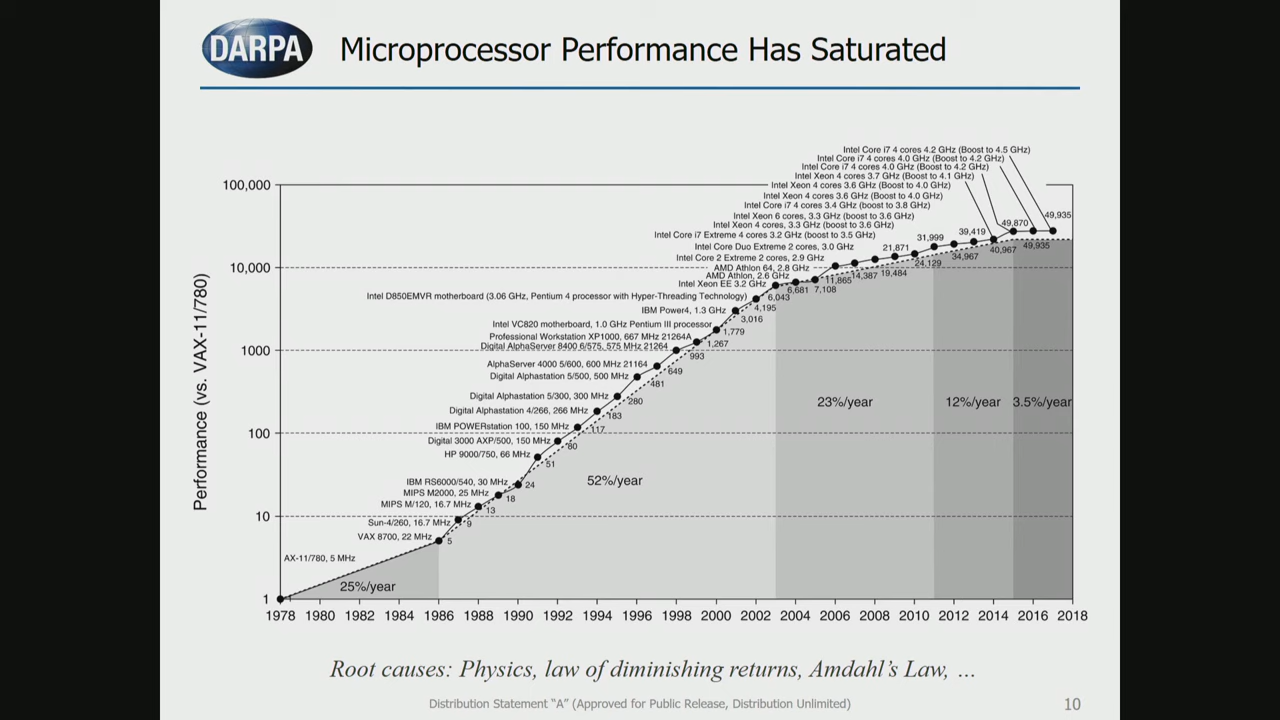 DARPA
Microprocessor Performance Has Saturated
Intel Core i7 4 cores 4.2 GHz (Boost to 4.5 GHz)
Intel Core i7 4 cores 4.0 GHz (Boost to 4.2 GHz)
Intel Core i7 4 cores 4.0 GHz (Boost to 4.2 GHz)
Intel Xeon 4 cores 3.7 GHz (Boost to 4.1 GHz)
Intel Xeon 4 cores 3.6 GHz (Boost to 4.0 GHz)
Intel Xeon 4 cores 3.6 GHz (Boost to 4.0 GHz)
Intel Core i7 4 cores 3.4 GHz (boost to 3.8 GHz)
Intel Xeon 6 cores, 3.3 GHz (boost to 3.6 GHz)
Intel Xeon 4 cores, 3.3 GHz (boost to 3.6 GHz)
Intel Core i7 Extreme 4 cores 3.2 GHz (boost to 3.5 GHz)
Intel Core Duo Extreme 2 cores, 3.0 GHz
Intel Core 2 Extreme 2 cores, 2.9 GHz
AMD Athlon 64, 2.8 GHz
AMD Athlon, 2.6 GHz
Intel Xeon EE 3.2 GHz
Intel D850EMVR motherboard (3.06 GHz, Pentium 4 processor with Hyper-Threading Technology)
IBM Power4, 1.3 GHz
Intel VC820 motherboard, 1.0 GHz Pentium III processor
Professional Workstation XP1000, 667 MHz 21264A
Digital AlphaServer 8400 6/575, 575 MHz 21264
AlphaServer 4000 5/600, 600 MHz 21164
Digital Alphastation 5/500, 500 MHz
Digital Alphastation 5/300, 300 MHz
Digital Alphastation 4/266, 266 MHz
IBM POWERstation 100, 150 MHz
Digital 3000 AXP/500, 150 MHz
HP 9000/750, 66 MHz
IBM RS6000/540, 30 MHz
MIPS M2000, 25 MHz
MIPS M/120, 16.7 MHz
Sun-4/260, 16.7 MHz
VAX 8700, 22 MHz
AX-11/780, 5 MHz
5
9
13
18
24
51
80
117
183
280
481
649
993
1,267
1,779
3,016
4,195
6,043
6,681
7,108
11,865
14,387
19,484
21,871
24,129
31,999
34,967
39,419
40,967
49,870
49,935
49,935
25%/year
52%/year
23%/year
12%/year
3.5%/year
Performance (vs. VAX-11/780)
100,000
10,000
1000
100
10
1
1978 1980 1982 1984 1986 1988 1990 1992 1994 1996 1998 2000 2002 2004 2006 2008 2010 2012 2014 2016 2018
Root causes: Physics, law of diminishing returns, Amdahl's Law, …
Distribution Statement "A" (Approved for Public Release, Distribution Unlimited)
10